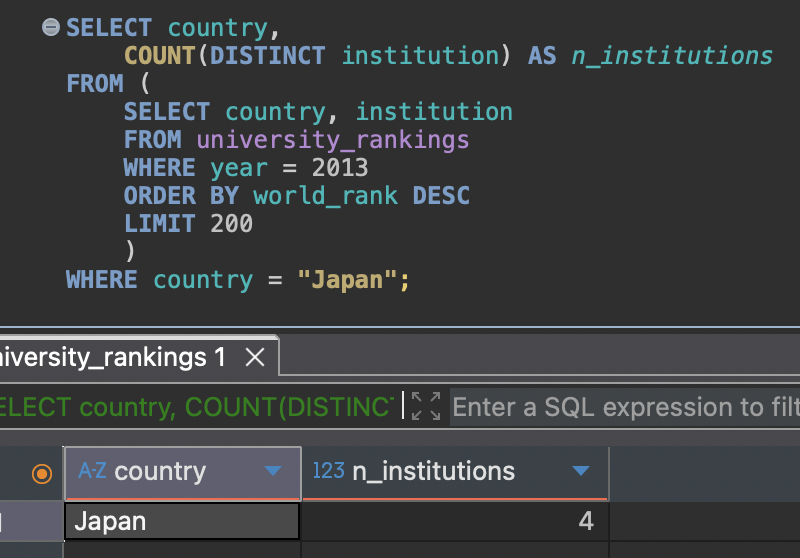 SELECT country,
COUNT(DISTINCT institution) AS n_institutions
FROM (
SELECT country, institution
FROM university_rankings
WHERE year = 2013
ORDER BY world_rank DESC
LIMIT 200
)
WHERE country = "Japan";
niversity_rankings 1
ELECT country, COUNT(DISTINC Enter a SQL expression to filt
A-Z country 123 n_institutions
1 Japan 4